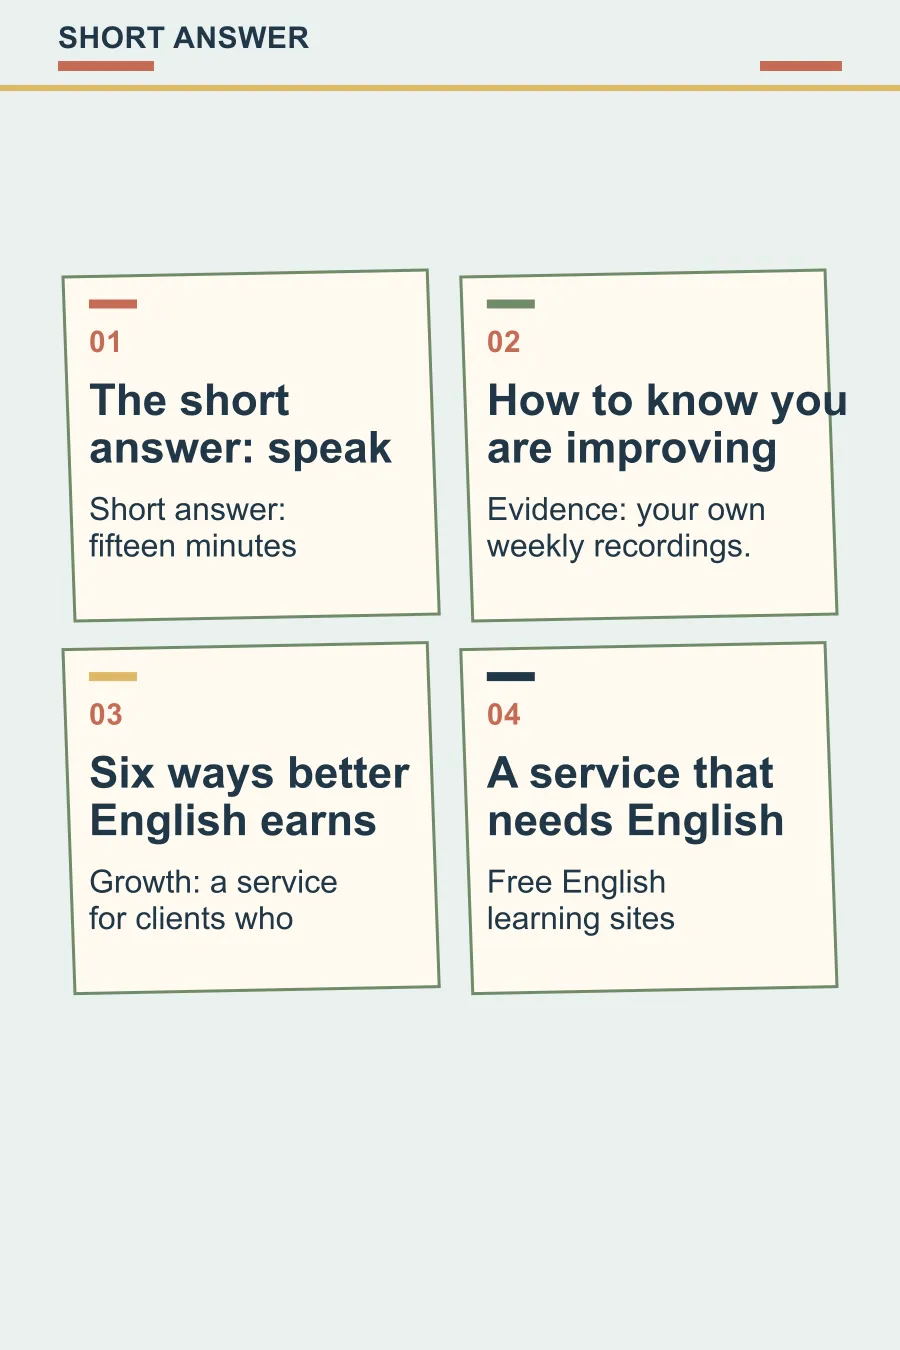 SHORT ANSWER
01
The short
answer: speak
Short answer:
fifteen minutes
02
How to know you
are improving
Evidence: your own
weekly recordings.
03
Six ways better
English earns
Growth: a service
for clients who
04
A service that
needs English
Free English
learning sites